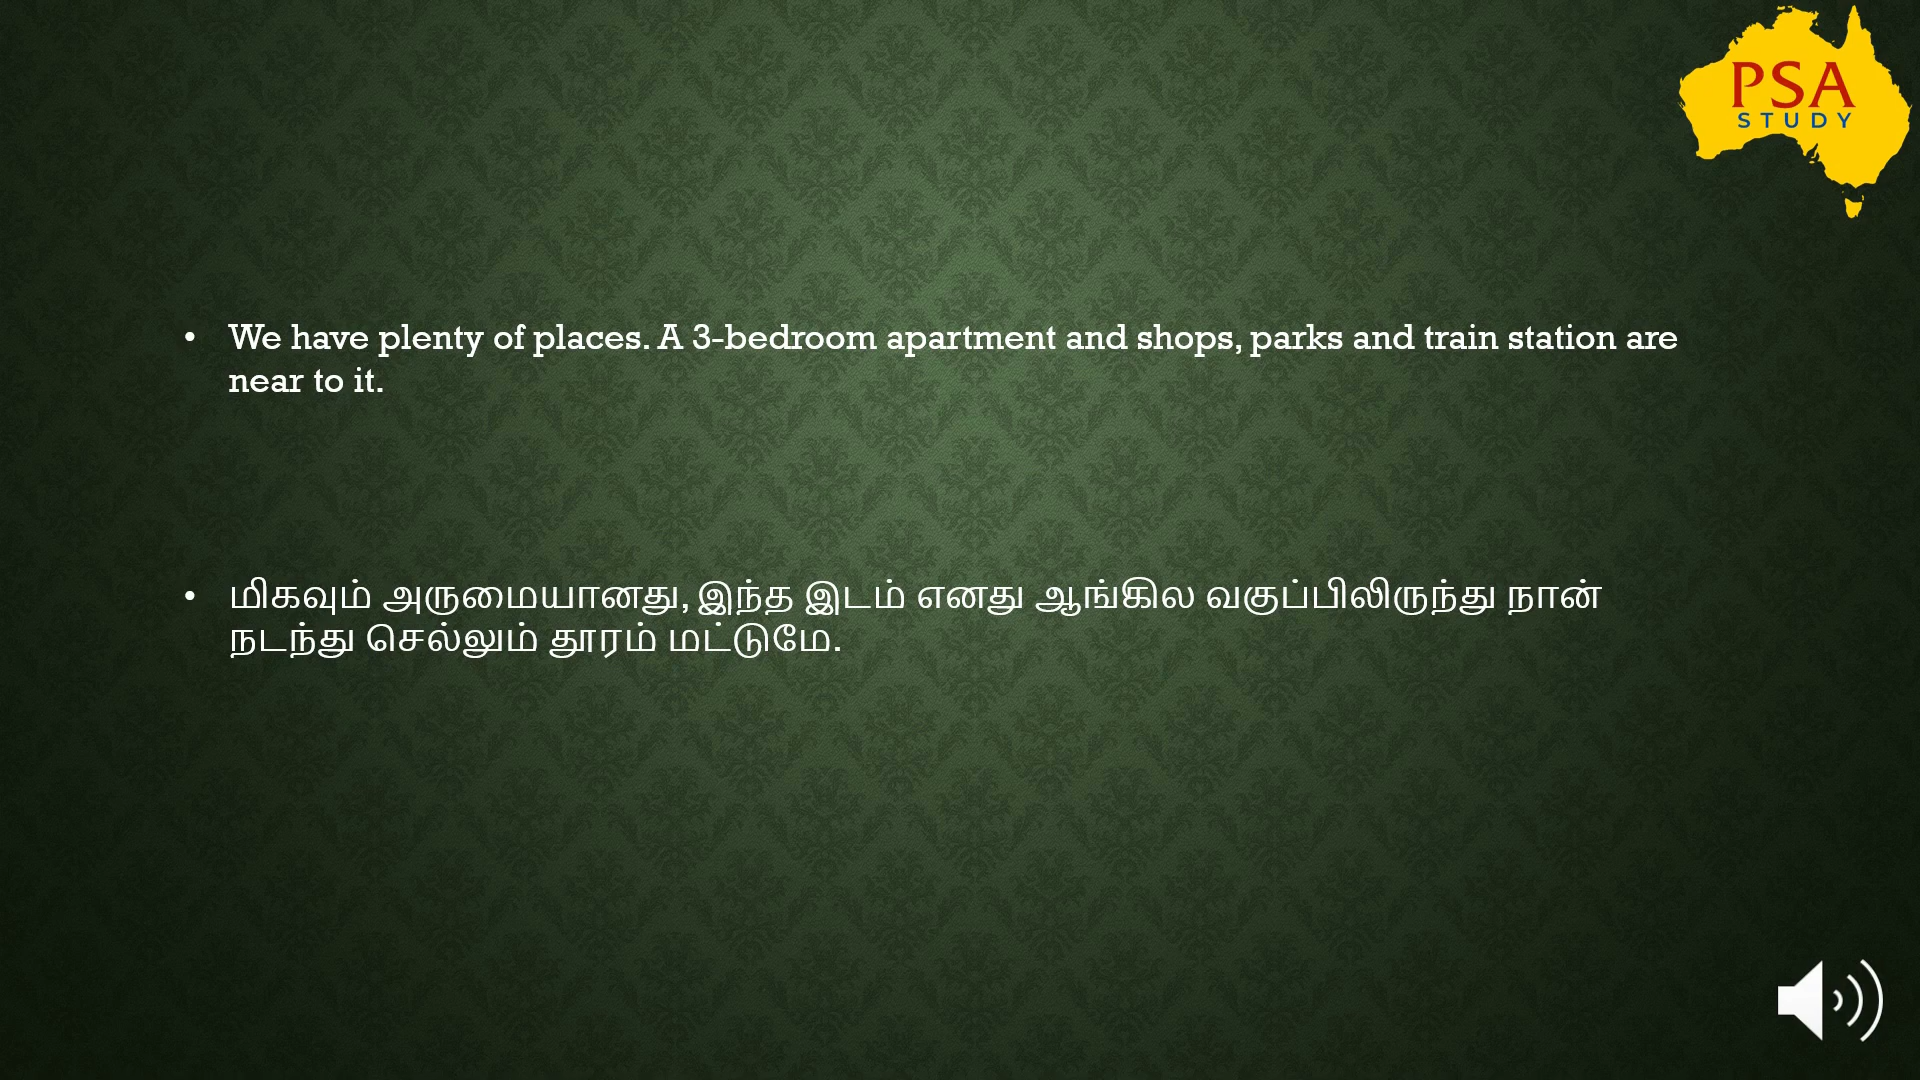 PSA
STUDY
• We have plenty of places. A 3-bedroom apartment and shops, parks and train station are
near to it.
• மிகவும் அருமையானது, இந்த இடம் எனது ஆங்கில வகுப்பிலிருந்து நான்
நடந்து செல்லும் தூரம் மட்டுமே.